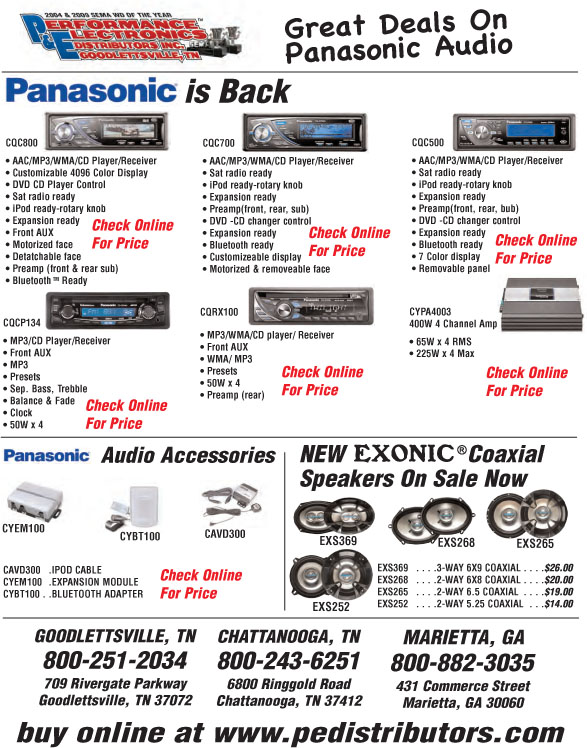 2004 & 2009 SEMA WD OF THE YEAR
PERFORMANCE
ELECTRONICS
P&E
DISTRIBUTORS INC.
GOODLETTSVILLE, TN
Great Deals On
Panasonic Audio
Panasonic is Back
CQC800
• AAC/MP3/WMA/CD Player/Receiver
• Customizable 4096 Color Display
• DVD CD Player Control
• Sat radio ready
• iPod ready-rotary knob
• Expansion ready
• Front AUX
• Motorized face
• Detatchable face
• Preamp (front & rear sub)
• Bluetooth ™ Ready
Check Online
For Price
CQC700
• AAC/MP3/WMA/CD Player/Receiver
• Sat radio ready
• iPod ready-rotary knob
• Expansion ready
• Preamp(front, rear, sub)
• DVD -CD changer control
• Expansion ready
• Bluetooth ready
• Customizeable display
• Motorized & removeable face
Check Online
For Price
CQC500
• AAC/MP3/WMA/CD Player/Receiver
• Sat radio ready
• iPod ready-rotary knob
• Expansion ready
• Preamp(front, rear, bub)
• DVD -CD changer control
• Expansion ready
• Bluetooth ready
• 7 Color display
• Removable panel
Check Online
For Price
CQCP134
• MP3/CD Player/Receiver
• Front AUX
• MP3
• Presets
• Sep. Bass, Trebble
• Balance & Fade
• Clock
• 50W x 4
Check Online
For Price
CQRX100
• MP3/WMA/CD player/ Receiver
• Front AUX
• WMA/ MP3
• Presets
• 50W x 4
• Preamp (rear)
Check Online
For Price
CYPA4003
400W 4 Channel Amp
• 65W x 4 RMS
• 225W x 4 Max
Check Online
For Price
Panasonic Audio Accessories
CYEM100
CYBT100
CAVD300
CAVD300 .IPOD CABLE
CYEM100 .EXPANSION MODULE
CYBT100 . .BLUETOOTH ADAPTER
Check Online
For Price
NEW EXONIC® Coaxial
Speakers On Sale Now
EXS369
EXS268
EXS265
EXS252
EXS369 . . . .3-WAY 6X9 COAXIAL . . . .$26.00
EXS268 . . . .2-WAY 6X8 COAXIAL . . . .$20.00
EXS265 . . . .2-WAY 6.5 COAXIAL . . . .$19.00
EXS252 . . . .2-WAY 5.25 COAXIAL . . . .$14.00
GOODLETTSVILLE, TN
800-251-2034
709 Rivergate Parkway
Goodlettsville, TN 37072
CHATTANOOGA, TN
800-243-6251
6800 Ringgold Road
Chattanooga, TN 37412
MARIETTA, GA
800-882-3035
431 Commerce Street
Marietta, GA 30060
buy online at www.pedistributors.com